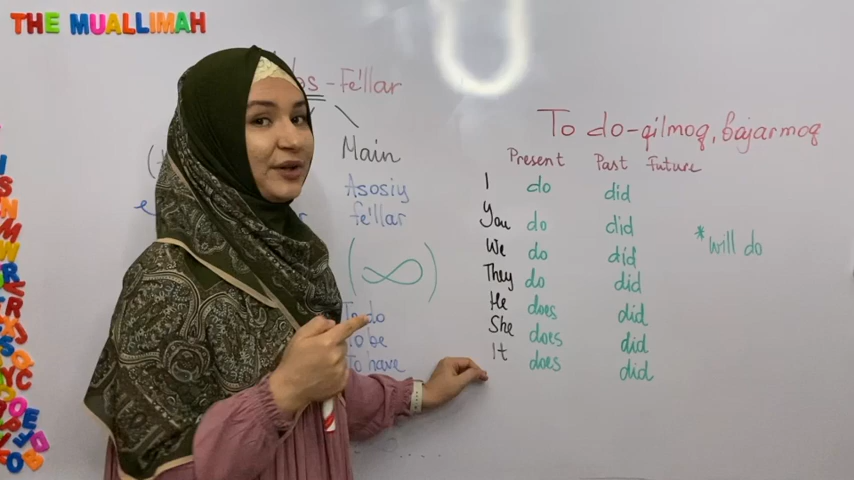 THE MUALLIMAH
- Fe'llar
Main
Asosiy
fe'llar
(∞)
To do
To be
To have
To do - qilmoq, bajarmoq
Present Past Future
I do did
You do did
We do did
They do did
He does did
She does did
It does did
*will do